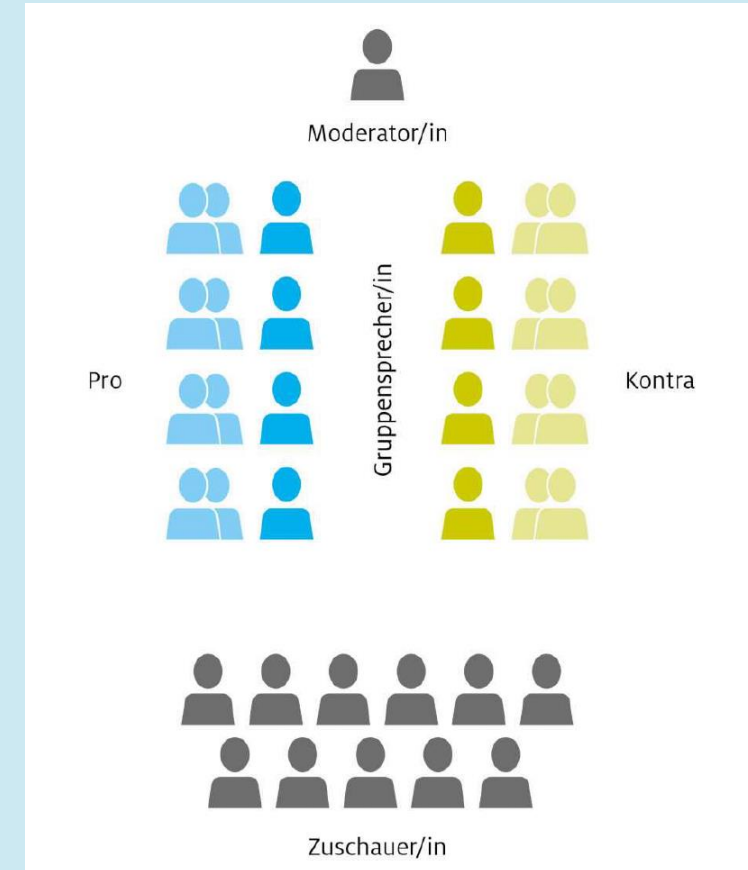 Moderator/in
Pro
Gruppensprecher/in
Kontra
Zuschauer/in